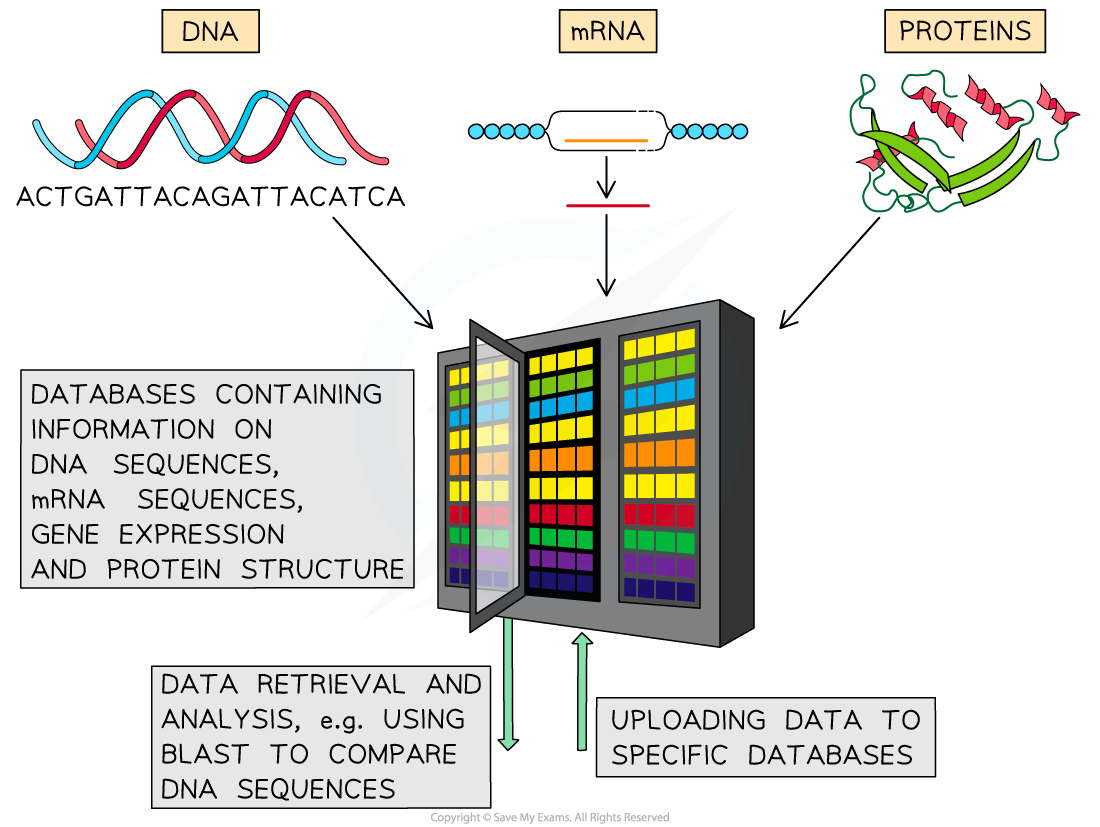 DNA
mRNA
PROTEINS
ACTGATTACAGATTACATCA
DATABASES CONTAINING
INFORMATION ON
DNA SEQUENCES,
mRNA SEQUENCES,
GENE EXPRESSION
AND PROTEIN STRUCTURE
DATA RETRIEVAL AND
ANALYSIS, e.g. USING
BLAST TO COMPARE
DNA SEQUENCES
UPLOADING DATA TO
SPECIFIC DATABASES
Copyright © Save My Exams. All Rights Reserved